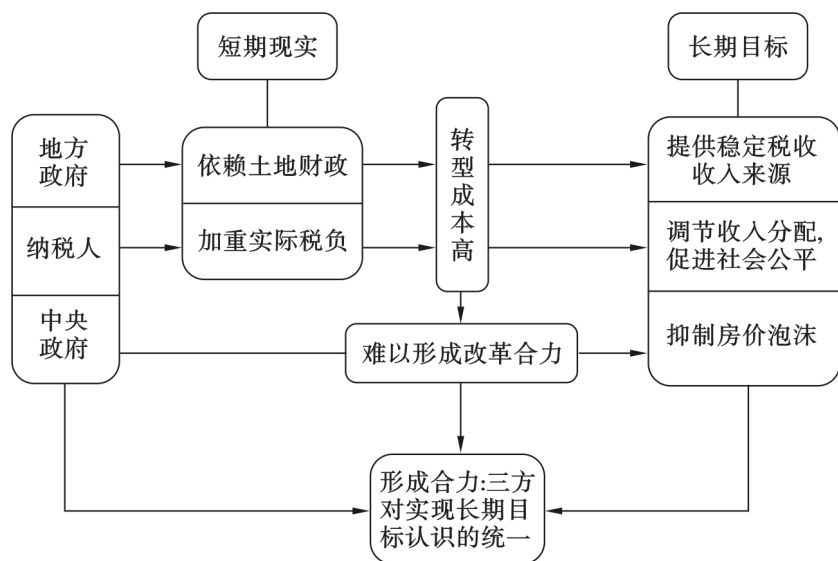 短期现实
长期目标
地方
政府
纳税人
中央
政府
依赖土地财政
加重实际税负
转
型
成
本
高
提供稳定税收
收入来源
调节收入分配,
促进社会公平
抑制房价泡沫
难以形成改革合力
形成合力:三方
对实现长期目
标认识的统一